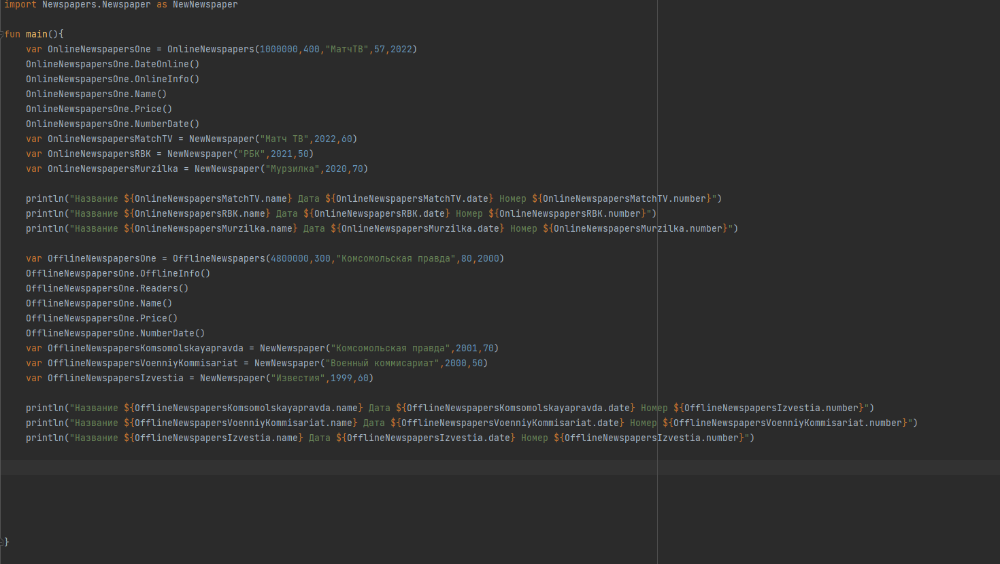 import Newspapers.Newspaper as NewNewspaper
fun main(){
var OnlineNewspapersOne = OnlineNewspapers(1000000,400,"МатчТВ",57,2022)
OnlineNewspapersOne.DateOnline()
OnlineNewspapersOne.OnlineInfo()
OnlineNewspapersOne.Name()
OnlineNewspapersOne.Price()
OnlineNewspapersOne.NumberDate()
var OnlineNewspapersMatchTV = NewNewspaper("Матч ТВ",2022,60)
var OnlineNewspapersRBK = NewNewspaper("РБК",2021,50)
var OnlineNewspapersMurzilka = NewNewspaper("Мурзилка",2020,70)
println("Название ${OnlineNewspapersMatchTV.name} Дата ${OnlineNewspapersMatchTV.date} Номер ${OnlineNewspapersMatchTV.number}")
println("Название ${OnlineNewspapersRBK.name} Дата ${OnlineNewspapersRBK.date} Номер ${OnlineNewspapersRBK.number}")
println("Название ${OnlineNewspapersMurzilka.name} Дата ${OnlineNewspapersMurzilka.date} Номер ${OnlineNewspapersMurzilka.number}")
var OfflineNewspapersOne = OfflineNewspapers(4800000,300,"Комсомольская правда",80,2000)
OfflineNewspapersOne.OfflineInfo()
OfflineNewspapersOne.Readers()
OfflineNewspapersOne.Name()
OfflineNewspapersOne.Price()
OfflineNewspapersOne.NumberDate()
var OfflineNewspapersKomsomolskayapravda = NewNewspaper("Комсомольская правда",2001,70)
var OfflineNewspapersVoenniyKommisariat = NewNewspaper("Военный коммисариат",2000,50)
var OfflineNewspapersIzvestia = NewNewspaper("Известия",1999,60)
println("Название ${OfflineNewspapersKomsomolskayapravda.name} Дата ${OfflineNewspapersKomsomolskayapravda.date} Номер ${OfflineNewspapersIzvestia.number}")
println("Название ${OfflineNewspapersVoenniyKommisariat.name} Дата ${OfflineNewspapersVoenniyKommisariat.date} Номер ${OfflineNewspapersVoenniyKommisariat.number}")
println("Название ${OfflineNewspapersIzvestia.name} Дата ${OfflineNewspapersIzvestia.date} Номер ${OfflineNewspapersIzvestia.number}")
}